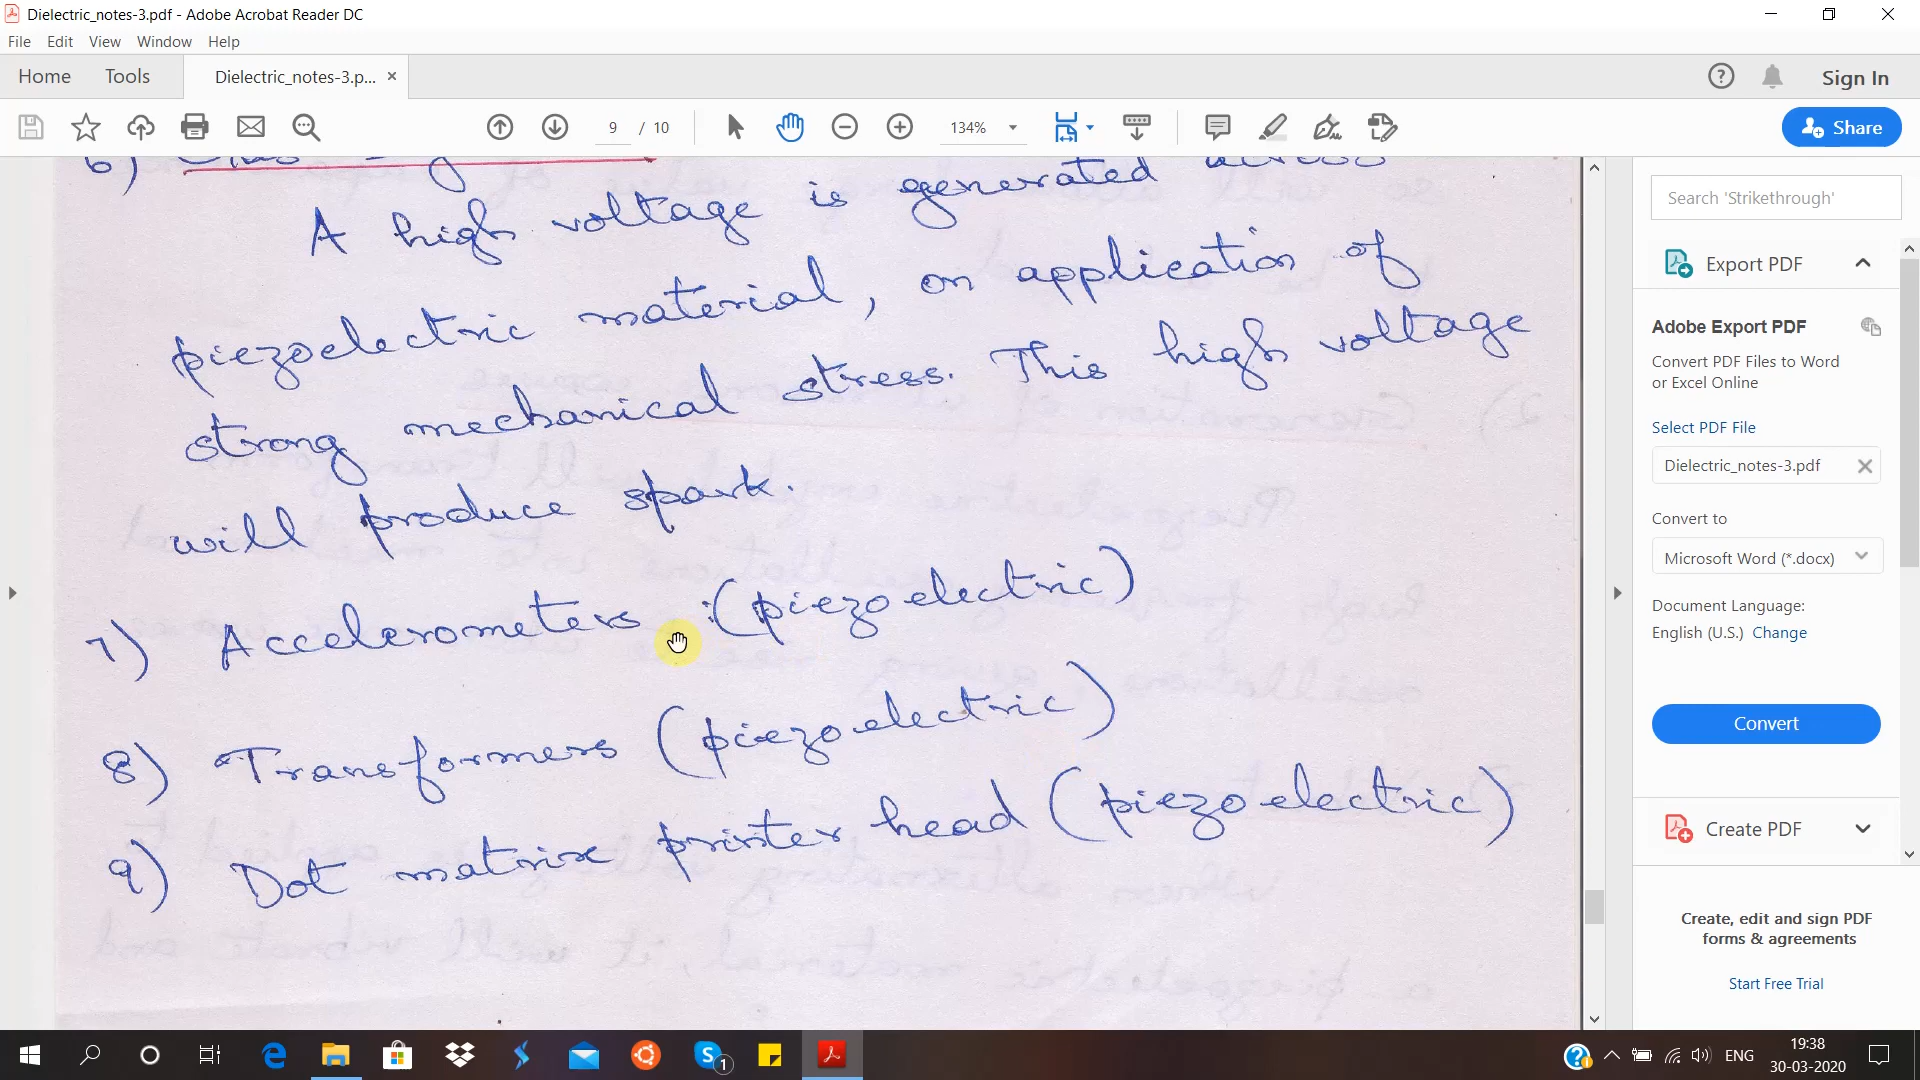 Dielectric_notes-3.pdf - Adobe Acrobat Reader DC
File Edit View Window Help
Home Tools Dielectric_notes-3.p... Sign In
9 / 10 134% Share
6)
A high voltage is generated across
piezoelectric material, on application of
strong mechanical stress. This high voltage
will produce spark.
7) Accelerometers :(piezoelectric)
8) Transformers (piezoelectric)
9) Dot matrix printer head (piezoelectric)
Search 'Strikethrough'
Export PDF
Adobe Export PDF
Convert PDF Files to Word
or Excel Online
Select PDF File
Dielectric_notes-3.pdf
Convert to
Microsoft Word (*.docx)
Document Language:
English (U.S.) Change
Convert
Create PDF
Create, edit and sign PDF
forms & agreements
Start Free Trial
1
ENG
19:38
30-03-2020